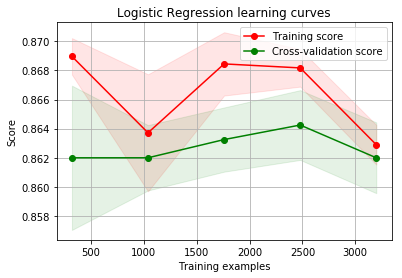 Logistic Regression learning curves
Training score
Cross-validation score
0.870
0.868
0.866
0.864
0.862
0.860
0.858
Score
500
1000
1500
2000
2500
3000
Training examples